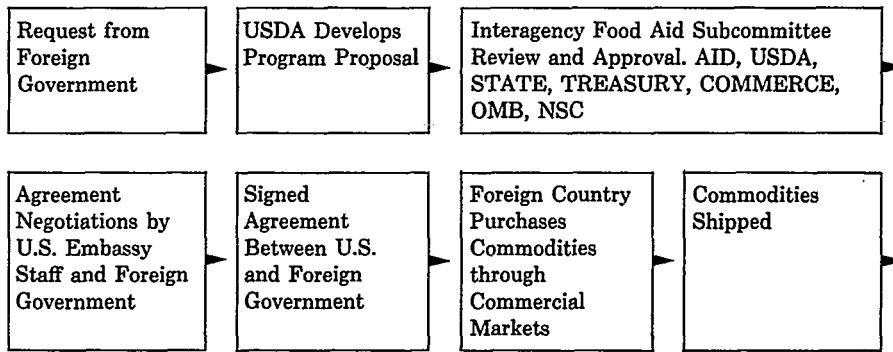 Request from
Foreign
Government
USDA Develops
Program Proposal
Interagency Food Aid Subcommittee
Review and Approval. AID, USDA,
STATE, TREASURY, COMMERCE,
OMB, NSC
Agreement
Negotiations by
U.S. Embassy
Staff and Foreign
Government
Signed
Agreement
Between U.S.
and Foreign
Government
Foreign Country
Purchases
Commodities
through
Commercial
Markets
Commodities
Shipped